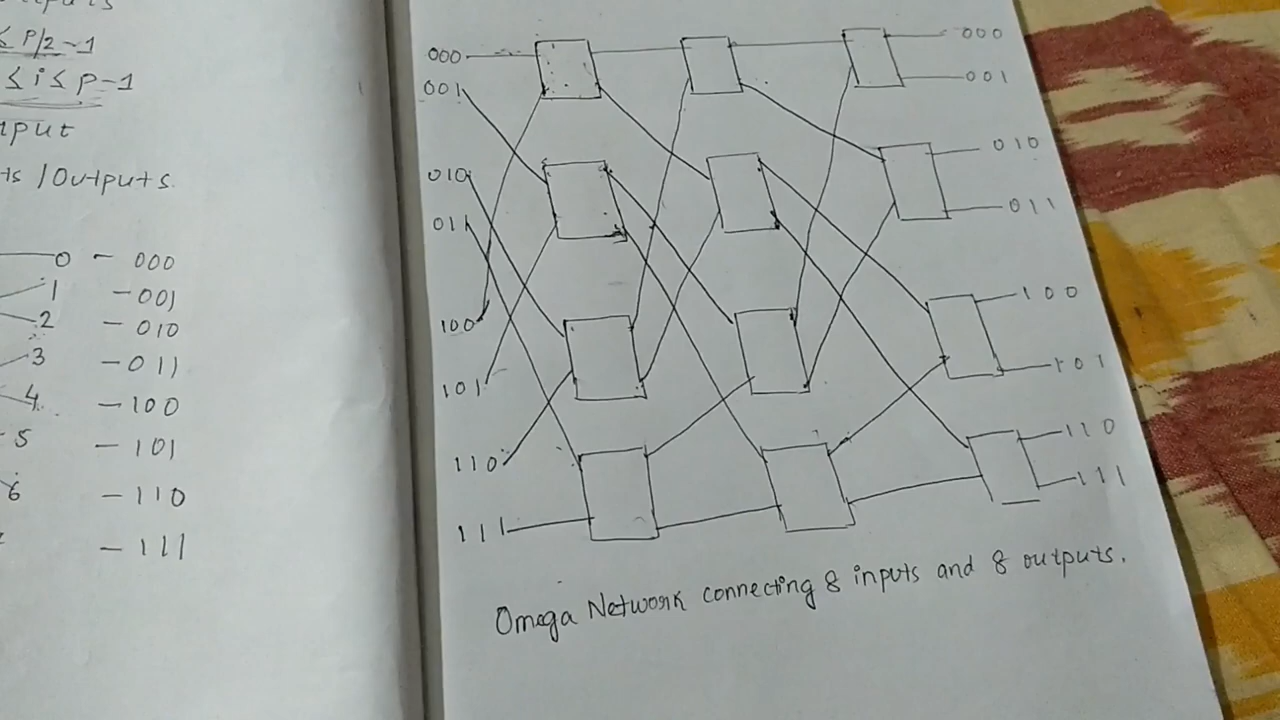 ≤ P/2-1
≤ i ≤ p-1
ts / Outputs.
0 - 000
1 - 001
2 - 010
3 - 011
4 - 100
5 - 101
6 - 110
- 111
000
001
010
011
100
101
110
111
000
001
010
011
100
101
110
111
Omega Network connecting 8 inputs and 8 outputs.